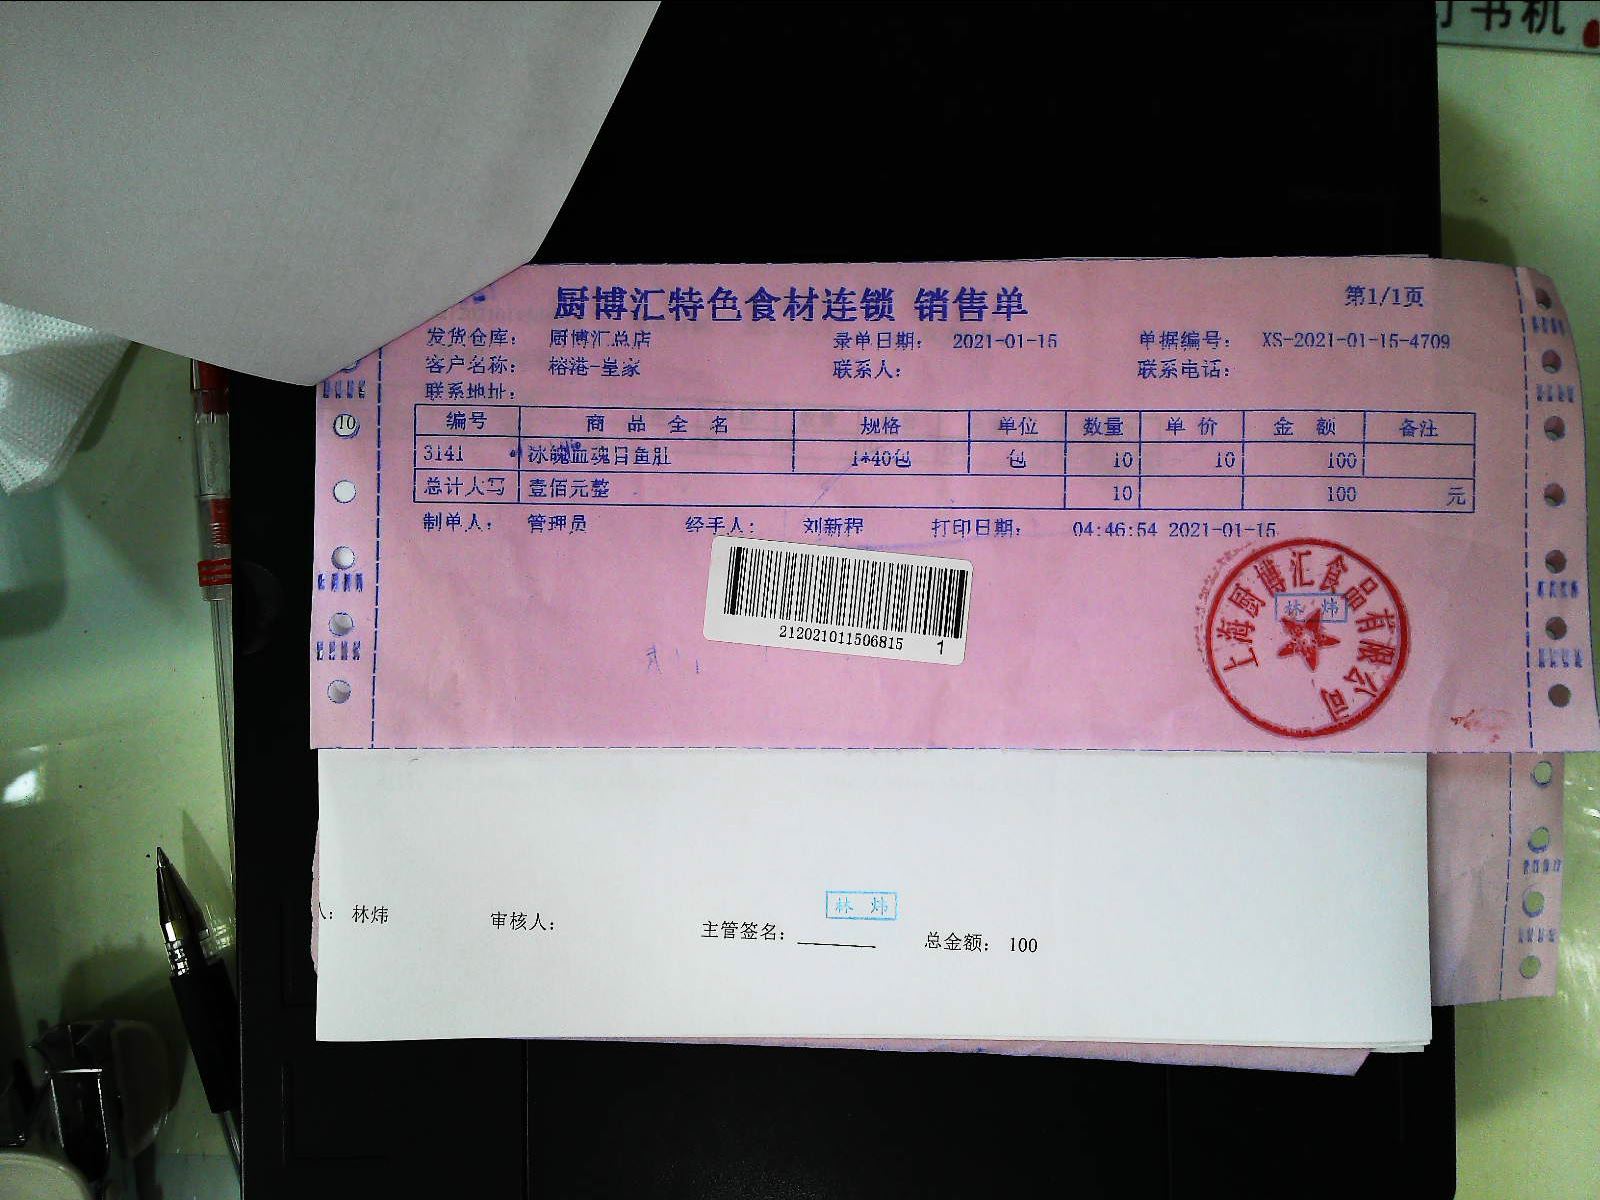 订书机
厨博汇特色食材连锁 销售单
第1/1页
发货仓库： 厨博汇总店 录单日期： 2021-01-15 单据编号： XS-2021-01-15-4709
客户名称： 榕港-皇家 联系人： 联系电话：
联系地址：
编号 商品全名 规格 单位 数量 单价 金额 备注
3141 冰魄血魂目鱼肚 1*40包 包 10 10 100
总计大写 壹佰元整 10 100 元
制单人： 管理员 经手人： 刘新程 打印日期： 04:46:54 2021-01-15
10
212021011506815 1
上海厨博汇食品有限公司
林炜
林炜
人： 林炜 审核人： 主管签名： 总金额： 100